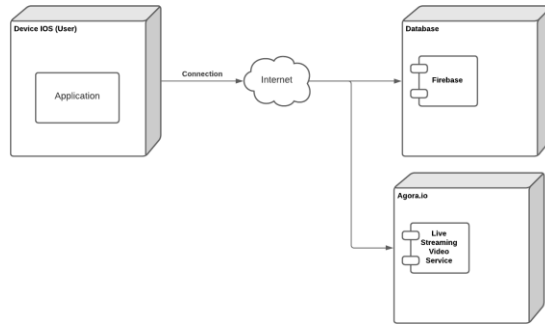 Device IOS (User)
Application
Connection
Internet
Database
Firebase
Agora.io
Live
Streaming
Video
Service